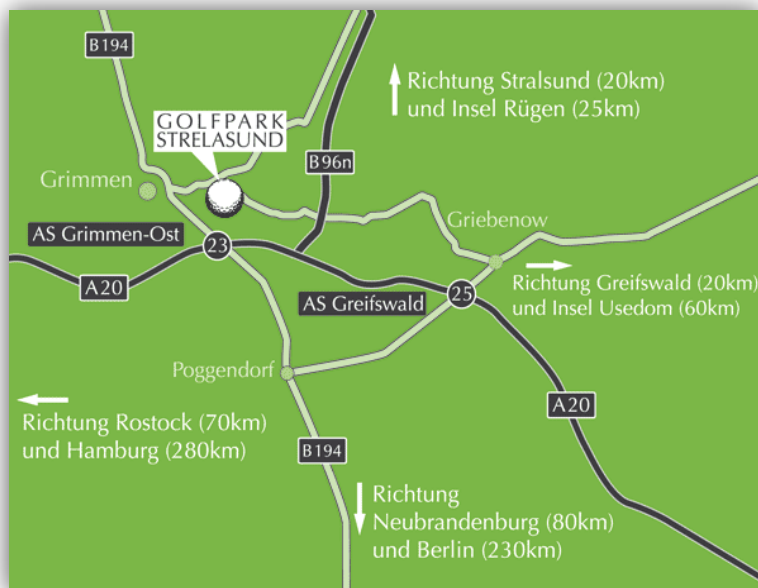 B194
Richtung Stralsund (20km)
und Insel Rügen (25km)
GOLFPARK
STRELASUND
B96n
Grimmen
Griebenow
AS Grimmen-Ost
23
A20
Richtung Greifswald (20km)
und Insel Usedom (60km)
AS Greifswald
25
Poggendorf
A20
Richtung Rostock (70km)
und Hamburg (280km)
B194
Richtung
Neubrandenburg (80km)
und Berlin (230km)